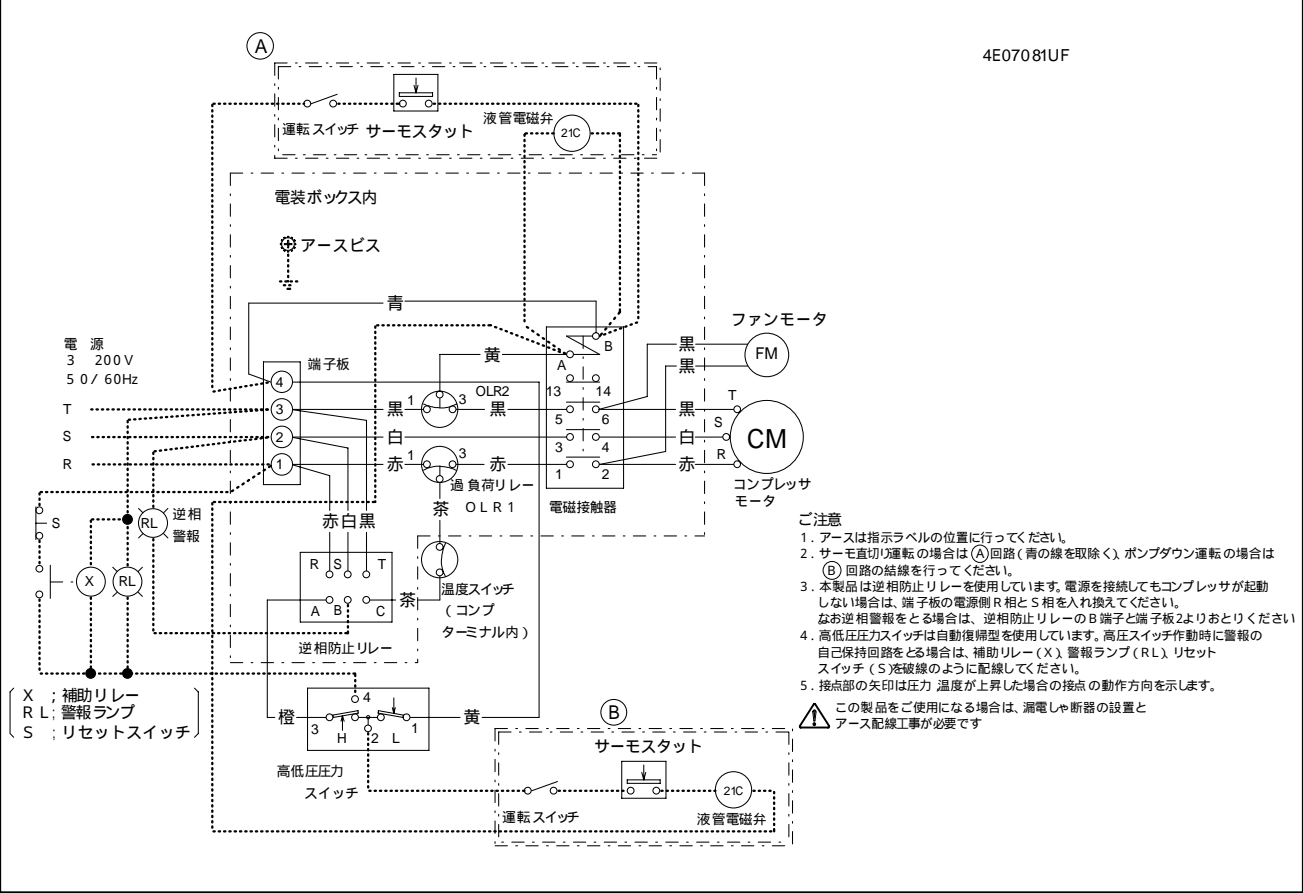 4E07081UF
A
運転スイッチ サーモスタット
液管電磁弁
21C
電装ボックス内
アースビス
青
電 源
3 200V
50/60Hz
T
S
R
端子板
4
3
2
1
黄
OLR2
黒 1 3 黒
白
赤 1 3 赤
過負荷リレー
OLR1
茶
A
B
13 14
5 6
3 4
1 2
電磁接触器
黒
黒
ファンモータ
FM
黒 T
白 S
赤 R
CM
コンプレッサ
モータ
S
RL
逆相
警報
X
RL
赤 白 黒
R S T
A B C
茶
逆相防止リレー
温度スイッチ
(コンプ
ターミナル内)
X ;補助リレー
RL;警報ランプ
S ;リセットスイッチ
橙
4
3 H 2 L 1
黄
高低圧圧力
スイッチ
B
サーモスタット
運転スイッチ
21C
液管電磁弁
ご注意
1.アースは指示ラベルの位置に行ってください。
2.サーモ直切り運転の場合はA回路(青の線を取除く)、ポンプダウン運転の場合は
B回路の結線を行ってください。
3.本製品は逆相防止リレーを使用しています。電源を接続してもコンプレッサが起動
しない場合は、端子板の電源側R相とS相を入れ換えてください。
なお逆相警報をとる場合は、逆相防止リレーのB端子と端子板2よりおとりください
4.高低圧圧力スイッチは自動復帰型を使用しています。高圧スイッチ作動時に警報の
自己保持回路をとる場合は、補助リレー(X)、警報ランプ(RL)、リセット
スイッチ(S)を破線のように配線してください。
5.接点部の矢印は圧力 温度が上昇した場合の接点の動作方向を示します。
この製品をご使用になる場合は、漏電しゃ断器の設置と
アース配線工事が必要です